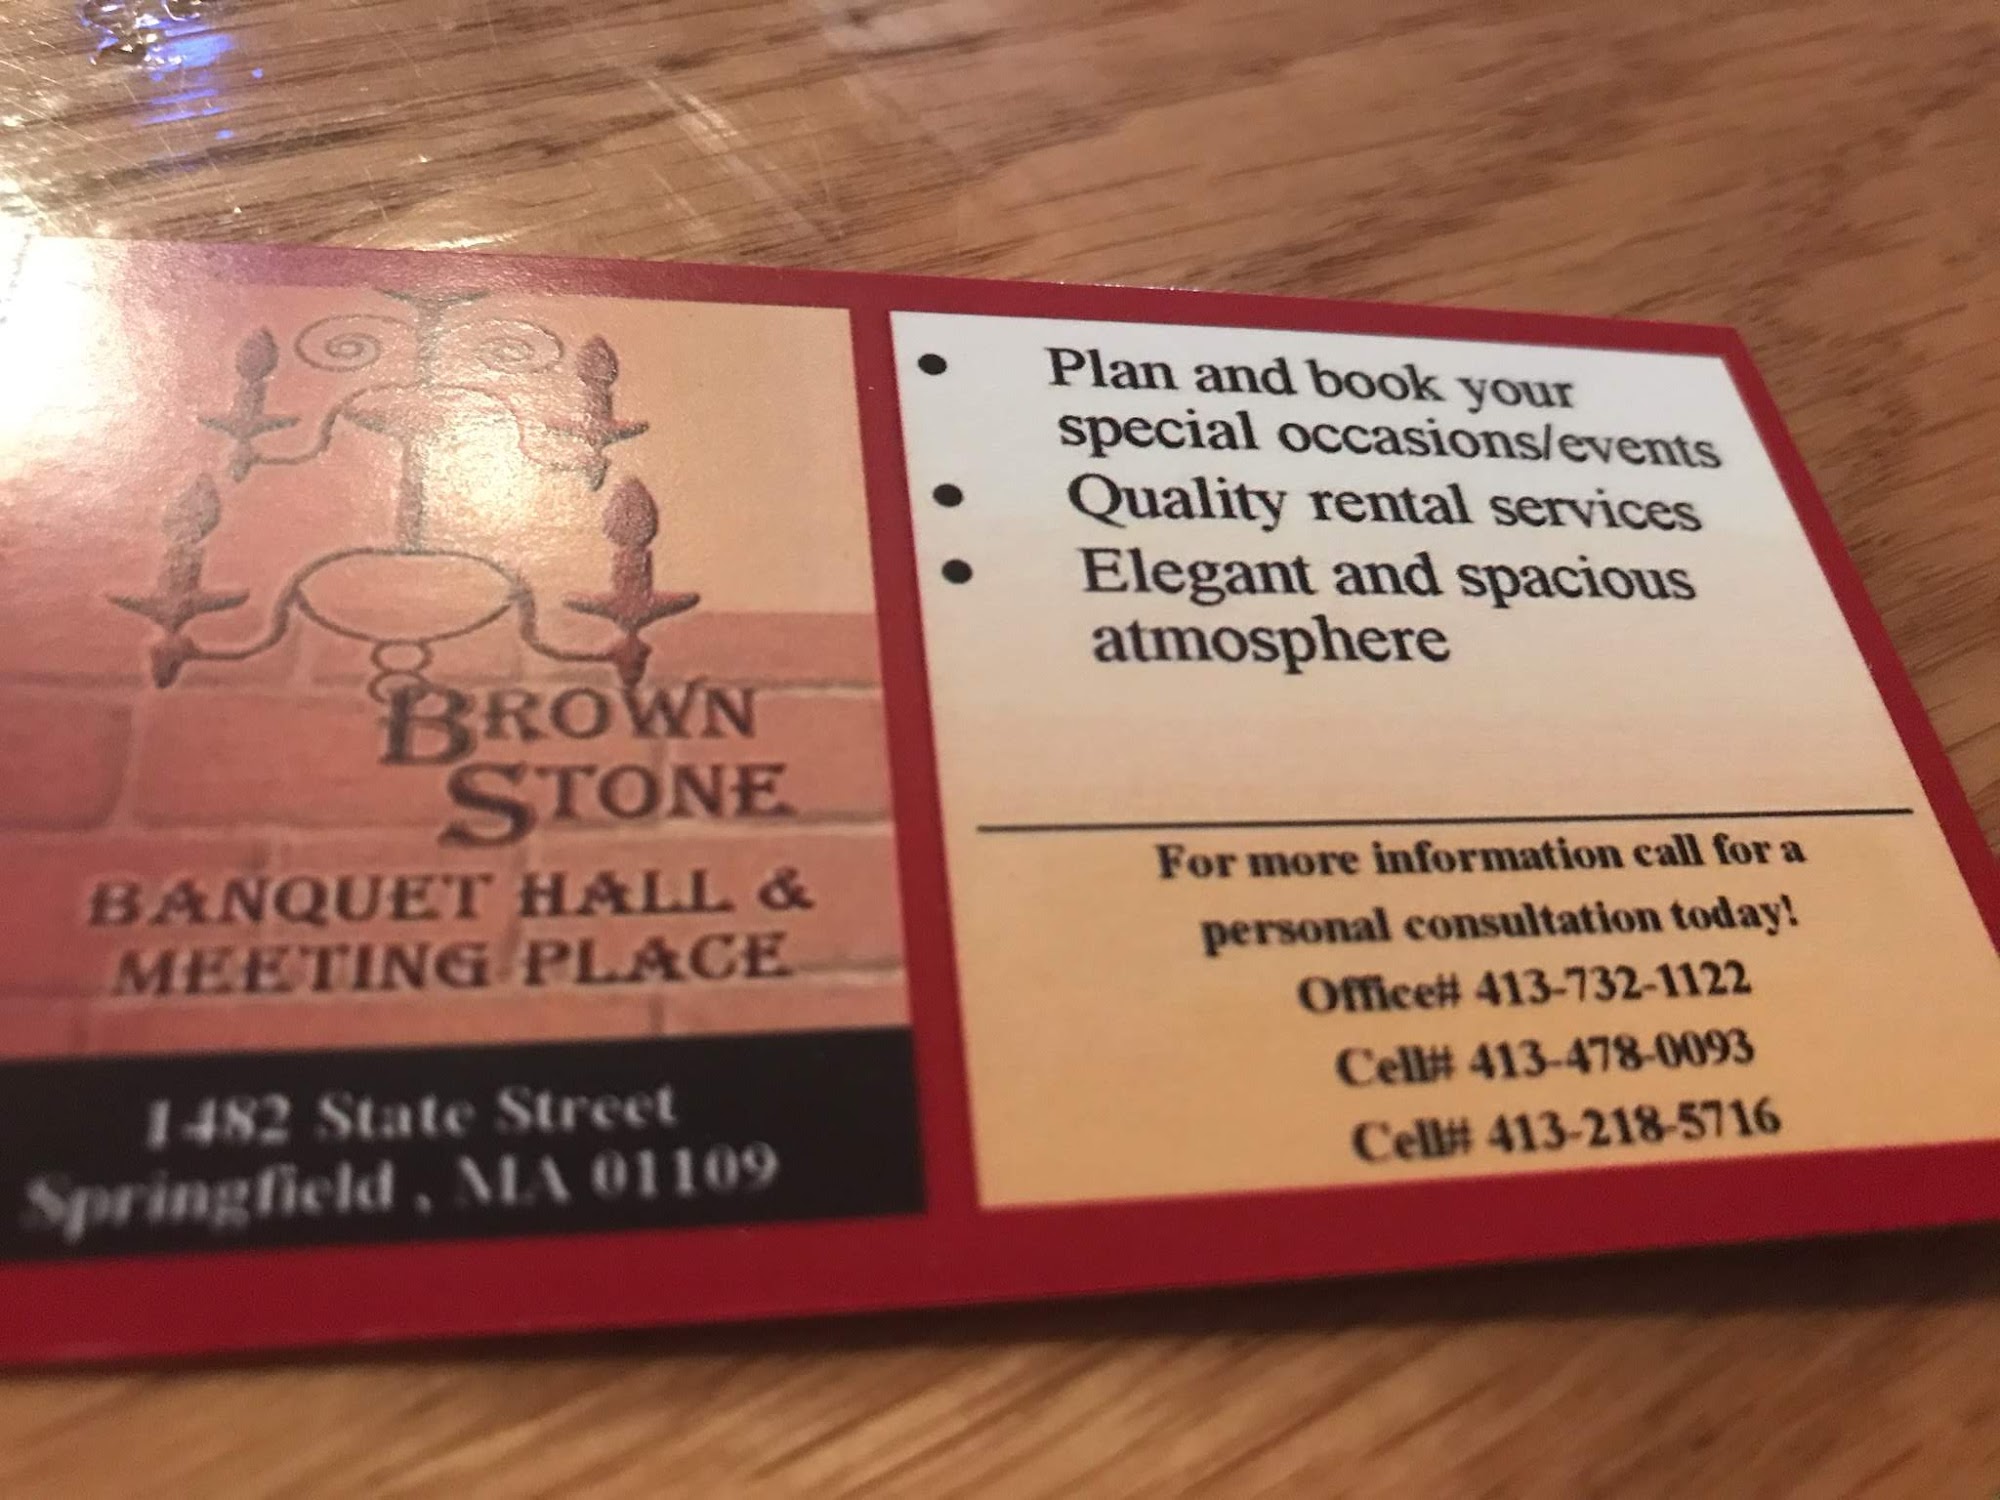 BROWN
STONE
BANQUET HALL &
MEETING PLACE
1482 State Street
Springfield , MA 01109
• Plan and book your
special occasions/events
• Quality rental services
• Elegant and spacious
atmosphere
For more information call for a
personal consultation today!
Office# 413-732-1122
Cell# 413-478-0093
Cell# 413-218-5716